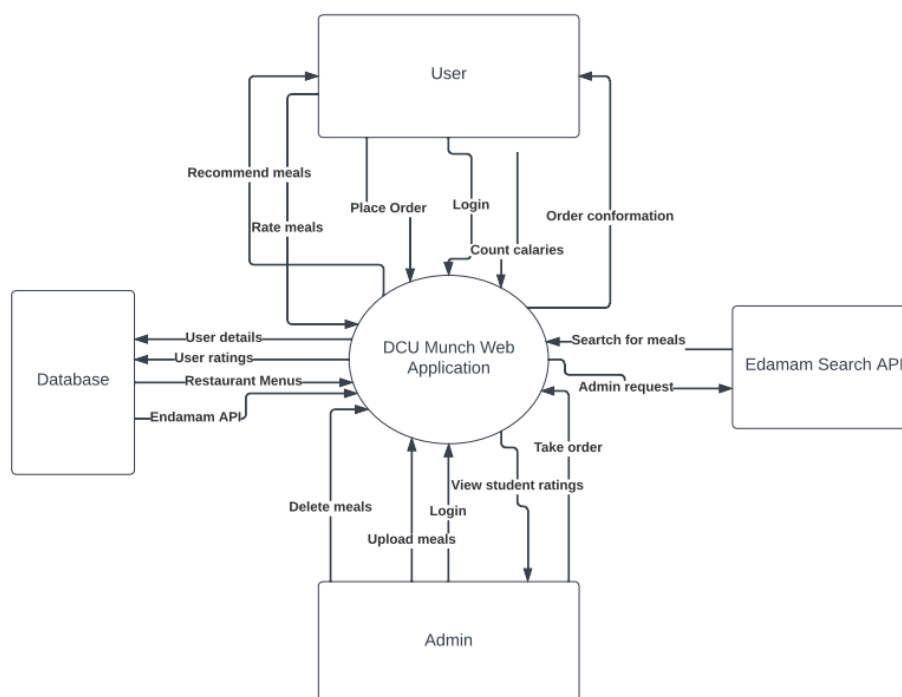 User
Recommend meals
Place Order
Login
Order conformation
Rate meals
Count calaries
User details
User ratings
Database
Restaurant Menus
Endamam API
DCU Munch Web
Application
Seartch for meals
Edamam Search API
Admin request
Take order
View student ratings
Delete meals
Login
Upload meals
Admin